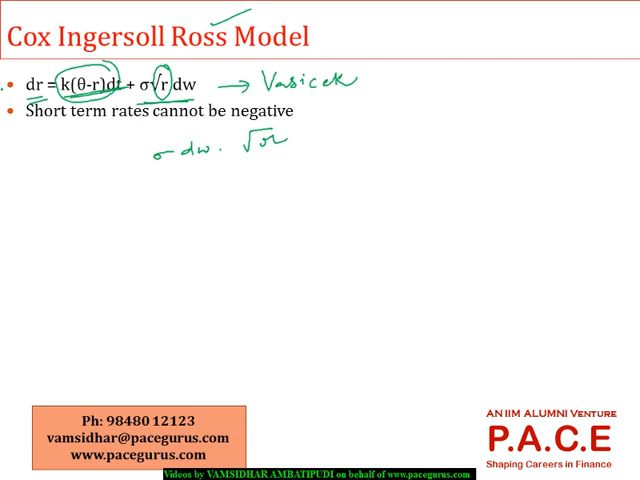 Cox Ingersoll Ross Model
• dr = k(θ-r)dt + σ√r dw → Vasicek
• Short term rates cannot be negative
σ dw. √r
Ph: 98480 12123
vamsidhar@pacegurus.com
www.pacegurus.com
AN IIM ALUMNI VENTURE
P.A.C.E
Shaping Careers in Finance
Videos by VAMSIDHAR AMBATIPUDI on behalf of www.pacegurus.com